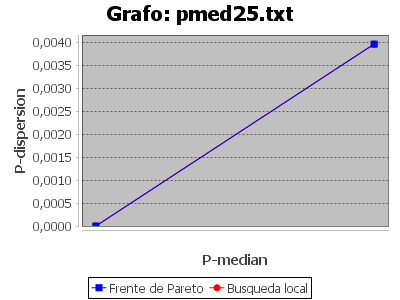 Grafo: pmed25.txt
P-dispersion
0,0040
0,0035
0,0030
0,0025
0,0020
0,0015
0,0010
0,0005
0,0000
P-median
Frente de Pareto
Busqueda local